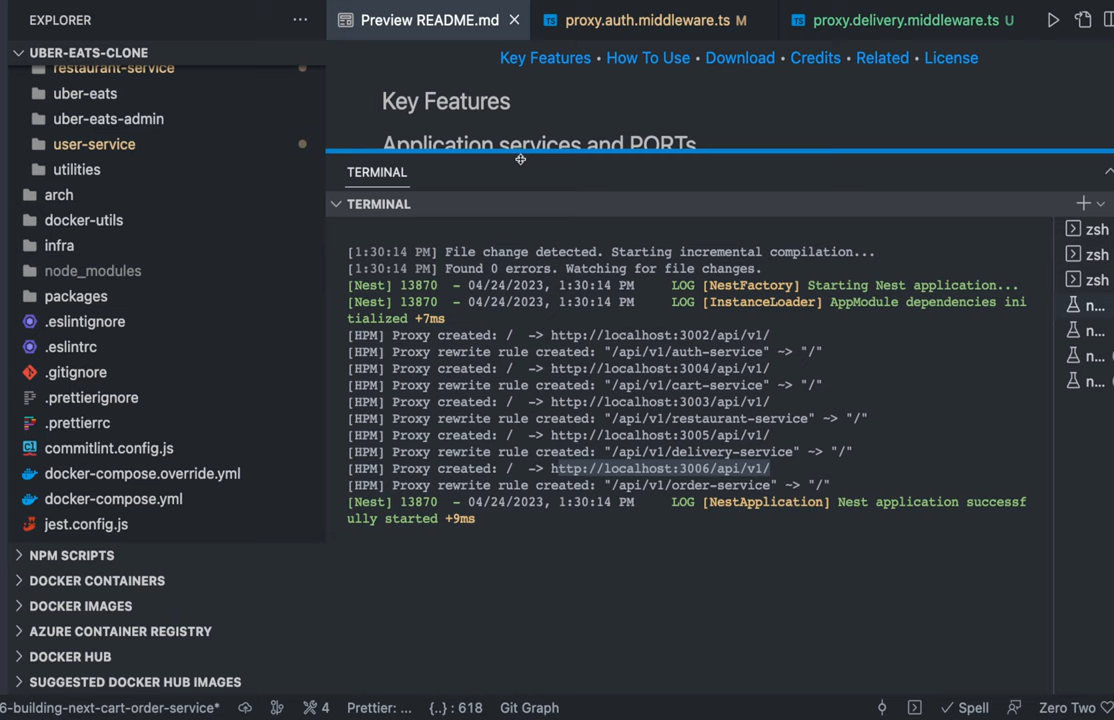 EXPLORER
Preview README.md
TS proxy.auth.middleware.ts M
TS proxy.delivery.middleware.ts U
UBER-EATS-CLONE
restaurant-service
uber-eats
uber-eats-admin
user-service
utilities
arch
docker-utils
infra
node_modules
packages
.eslintignore
.eslintrc
.gitignore
.prettierignore
.prettierrc
commitlint.config.js
docker-compose.override.yml
docker-compose.yml
jest.config.js
NPM SCRIPTS
DOCKER CONTAINERS
DOCKER IMAGES
AZURE CONTAINER REGISTRY
DOCKER HUB
SUGGESTED DOCKER HUB IMAGES
Key Features • How To Use • Download • Credits • Related • License
Key Features
Application services and PORTs
TERMINAL
TERMINAL
[1:30:14 PM] File change detected. Starting incremental compilation...
[1:30:14 PM] Found 0 errors. Watching for file changes.
[Nest] 13870  - 04/24/2023, 1:30:14 PM     LOG [NestFactory] Starting Nest application...
[Nest] 13870  - 04/24/2023, 1:30:14 PM     LOG [InstanceLoader] AppModule dependencies ini
tialized +7ms
[HPM] Proxy created: /  -> http://localhost:3002/api/v1/
[HPM] Proxy rewrite rule created: "/api/v1/auth-service" ~> "/"
[HPM] Proxy created: /  -> http://localhost:3004/api/v1/
[HPM] Proxy rewrite rule created: "/api/v1/cart-service" ~> "/"
[HPM] Proxy created: /  -> http://localhost:3003/api/v1/
[HPM] Proxy rewrite rule created: "/api/v1/restaurant-service" ~> "/"
[HPM] Proxy created: /  -> http://localhost:3005/api/v1/
[HPM] Proxy rewrite rule created: "/api/v1/delivery-service" ~> "/"
[HPM] Proxy created: /  -> http://localhost:3006/api/v1/
[HPM] Proxy rewrite rule created: "/api/v1/order-service" ~> "/"
[Nest] 13870  - 04/24/2023, 1:30:14 PM     LOG [NestApplication] Nest application successf
ully started +9ms
zsh
zsh
zsh
n...
n...
n...
n...
6-building-next-cart-order-service*
4
Prettier: ...
{..} : 618
Git Graph
Spell
Zero Two